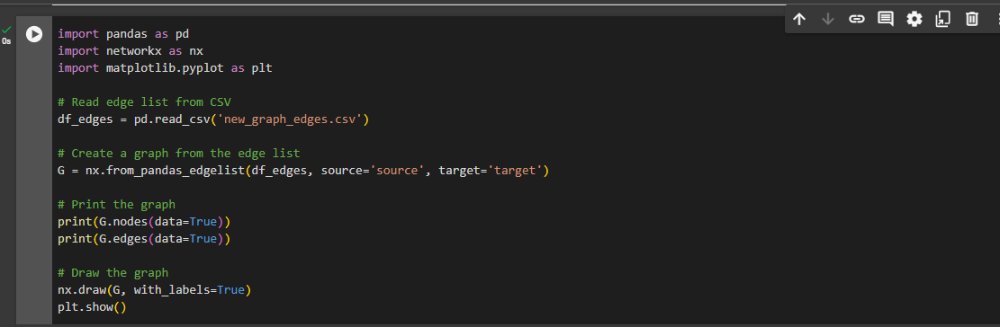 0s
import pandas as pd
import networkx as nx
import matplotlib.pyplot as plt
# Read edge list from CSV
df_edges = pd.read_csv('new_graph_edges.csv')
# Create a graph from the edge list
G = nx.from_pandas_edgelist(df_edges, source='source', target='target')
# Print the graph
print(G.nodes(data=True))
print(G.edges(data=True))
# Draw the graph
nx.draw(G, with_labels=True)
plt.show()